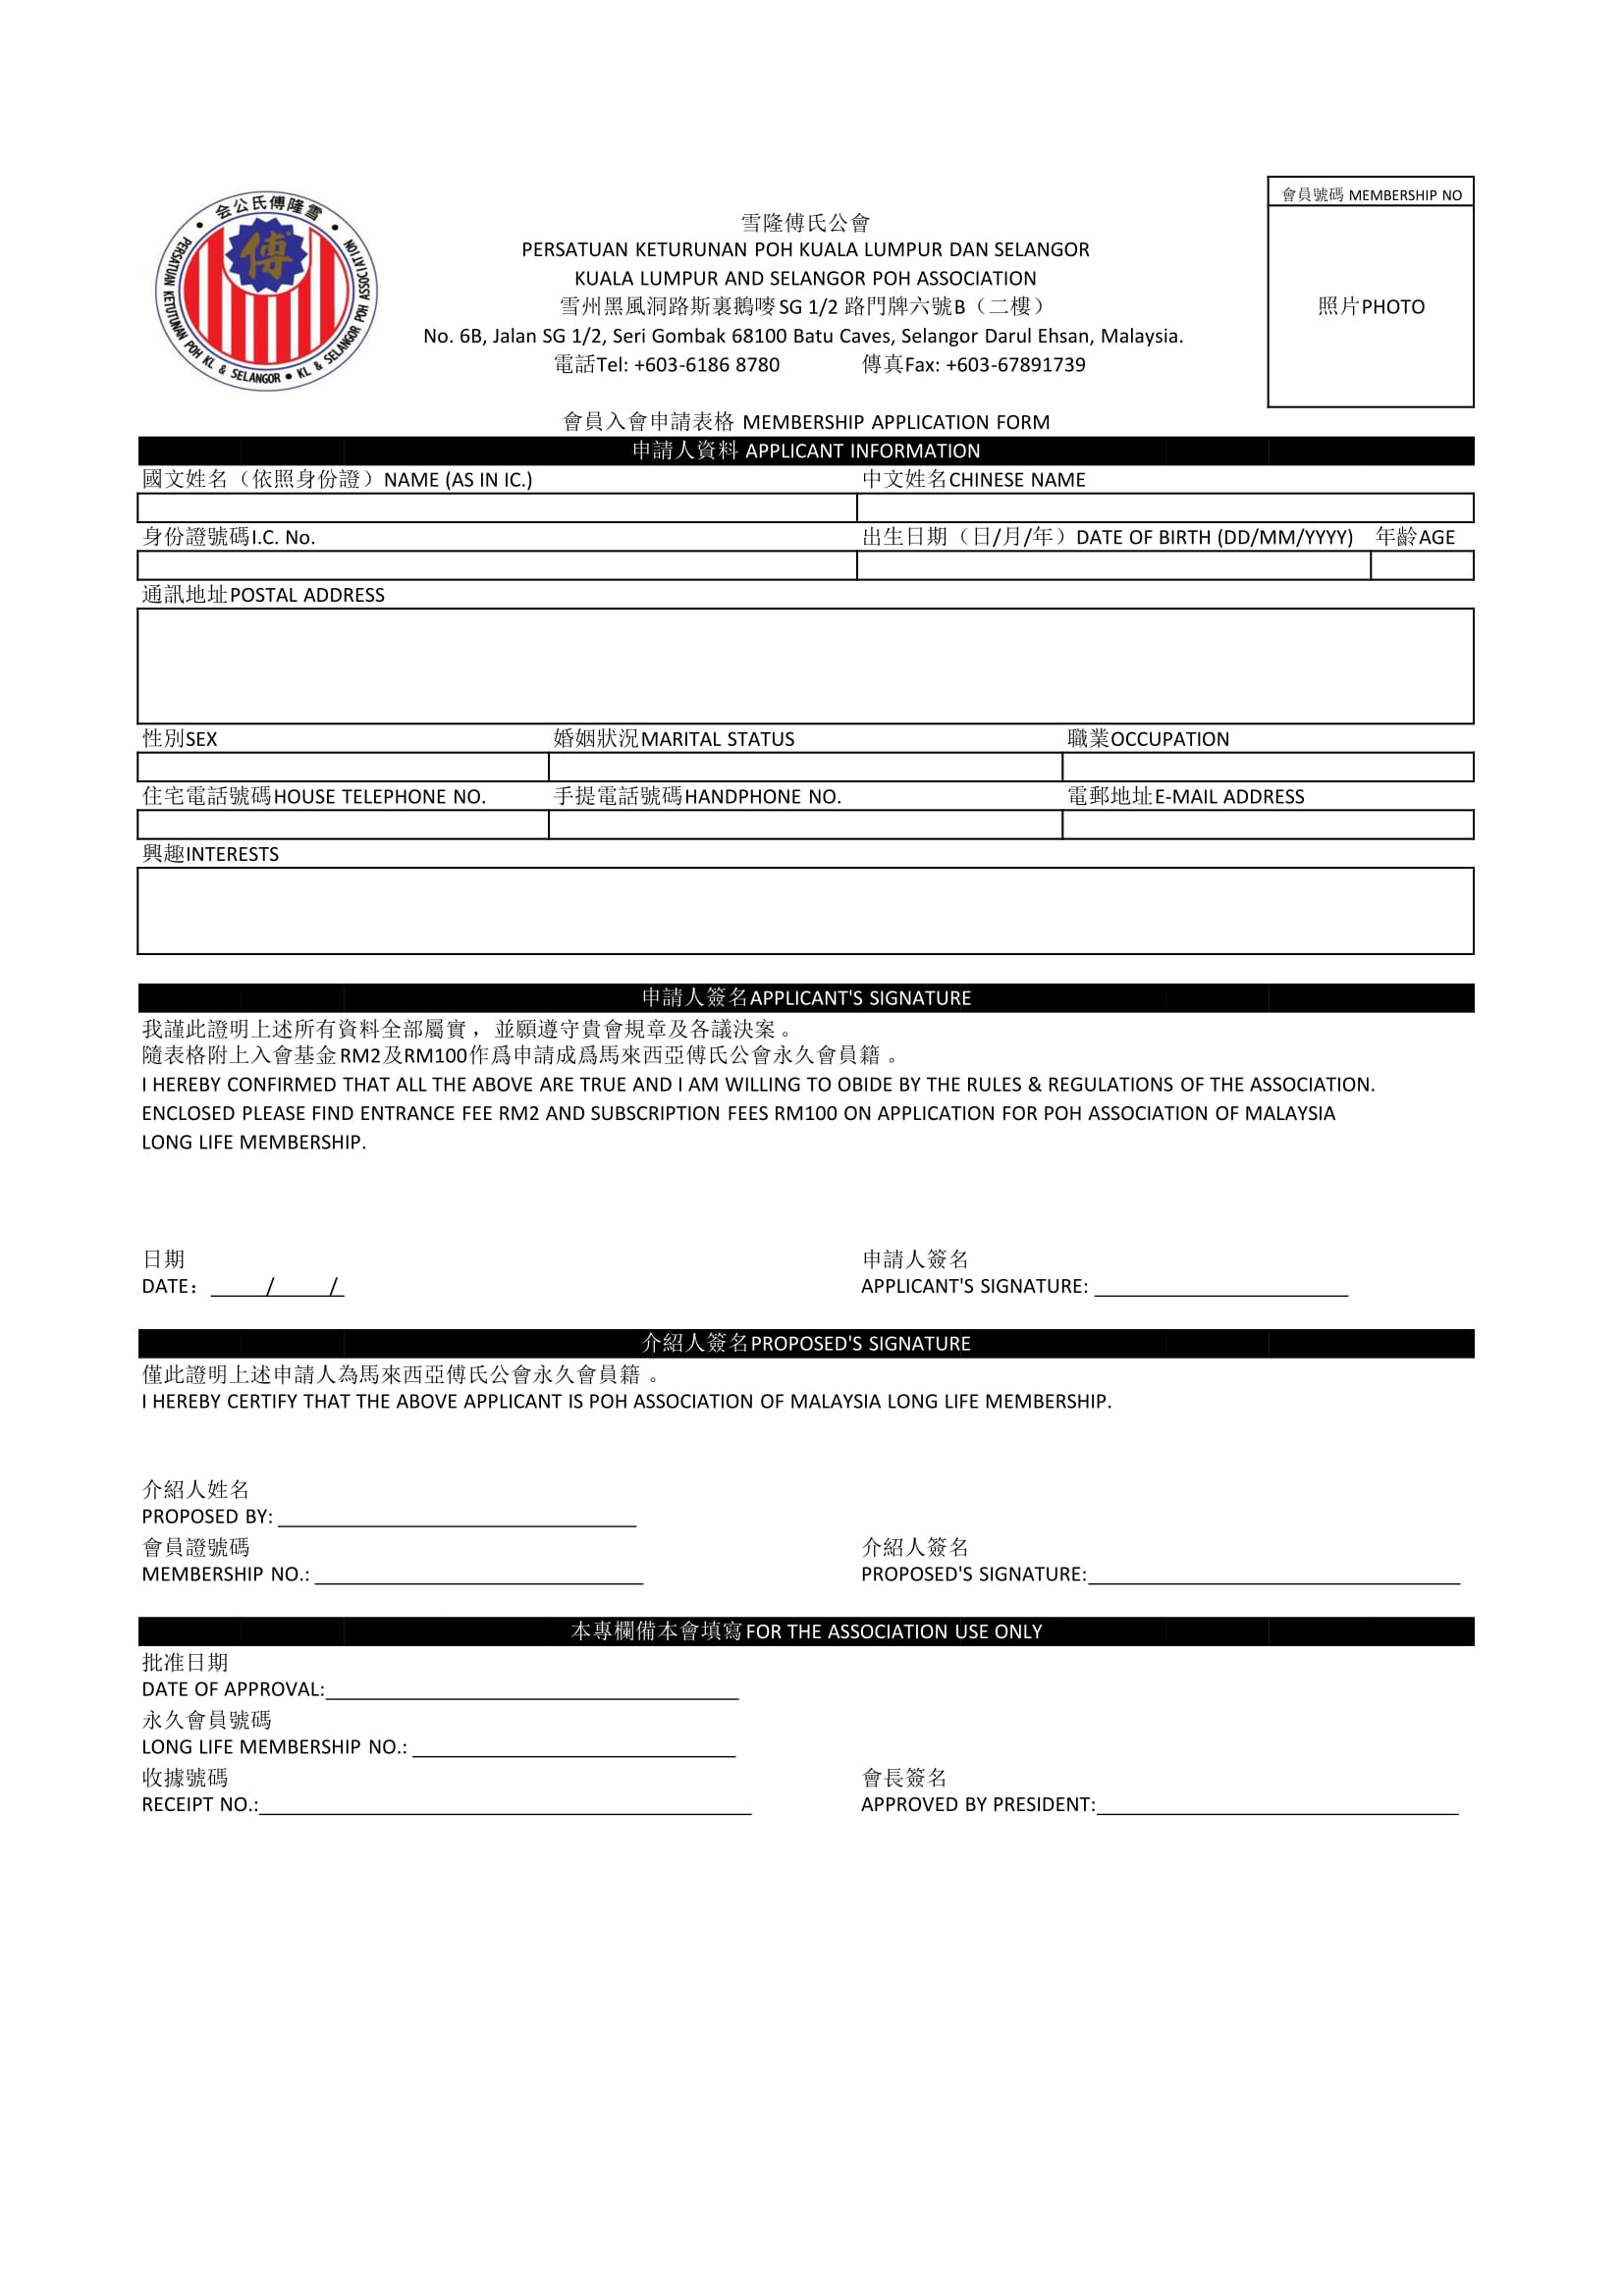 雪隆傅氏公会
PERSATUAN KETUTUNAN POH KL & SELANGOR • KL & SELANGOR POH ASSOCIATION
傅
會員號碼 MEMBERSHIP NO
照片PHOTO
雪隆傅氏公會
PERSATUAN KETURUNAN POH KUALA LUMPUR DAN SELANGOR
KUALA LUMPUR AND SELANGOR POH ASSOCIATION
雪州黑風洞路斯裏鵝嘜SG 1/2 路門牌六號B（二樓）
No. 6B, Jalan SG 1/2, Seri Gombak 68100 Batu Caves, Selangor Darul Ehsan, Malaysia.
電話Tel: +603-6186 8780 傳真Fax: +603-67891739
會員入會申請表格 MEMBERSHIP APPLICATION FORM
申請人資料 APPLICANT INFORMATION
國文姓名（依照身份證）NAME (AS IN IC.) 中文姓名CHINESE NAME
身份證號碼I.C. No. 出生日期（日/月/年）DATE OF BIRTH (DD/MM/YYYY) 年齡AGE
通訊地址POSTAL ADDRESS
性別SEX 婚姻狀況MARITAL STATUS 職業OCCUPATION
住宅電話號碼HOUSE TELEPHONE NO. 手提電話號碼HANDPHONE NO. 電郵地址E-MAIL ADDRESS
興趣INTERESTS
申請人簽名APPLICANT'S SIGNATURE
我謹此證明上述所有資料全部屬實，並願遵守貴會規章及各議決案。
隨表格附上入會基金RM2及RM100作爲申請成爲馬來西亞傅氏公會永久會員籍。
I HEREBY CONFIRMED THAT ALL THE ABOVE ARE TRUE AND I AM WILLING TO OBIDE BY THE RULES & REGULATIONS OF THE ASSOCIATION.
ENCLOSED PLEASE FIND ENTRANCE FEE RM2 AND SUBSCRIPTION FEES RM100 ON APPLICATION FOR POH ASSOCIATION OF MALAYSIA
LONG LIFE MEMBERSHIP.
日期 申請人簽名
DATE：_____/_____/ APPLICANT'S SIGNATURE: ____________________
介紹人簽名PROPOSED'S SIGNATURE
僅此證明上述申請人為馬來西亞傅氏公會永久會員籍。
I HEREBY CERTIFY THAT THE ABOVE APPLICANT IS POH ASSOCIATION OF MALAYSIA LONG LIFE MEMBERSHIP.
介紹人姓名
PROPOSED BY: ____________________
會員證號碼 介紹人簽名
MEMBERSHIP NO.: ____________________ PROPOSED'S SIGNATURE:____________________
本專欄備本會填寫FOR THE ASSOCIATION USE ONLY
批准日期
DATE OF APPROVAL:____________________
永久會員號碼
LONG LIFE MEMBERSHIP NO.: ____________________
收據號碼 會長簽名
RECEIPT NO.:____________________ APPROVED BY PRESIDENT:____________________